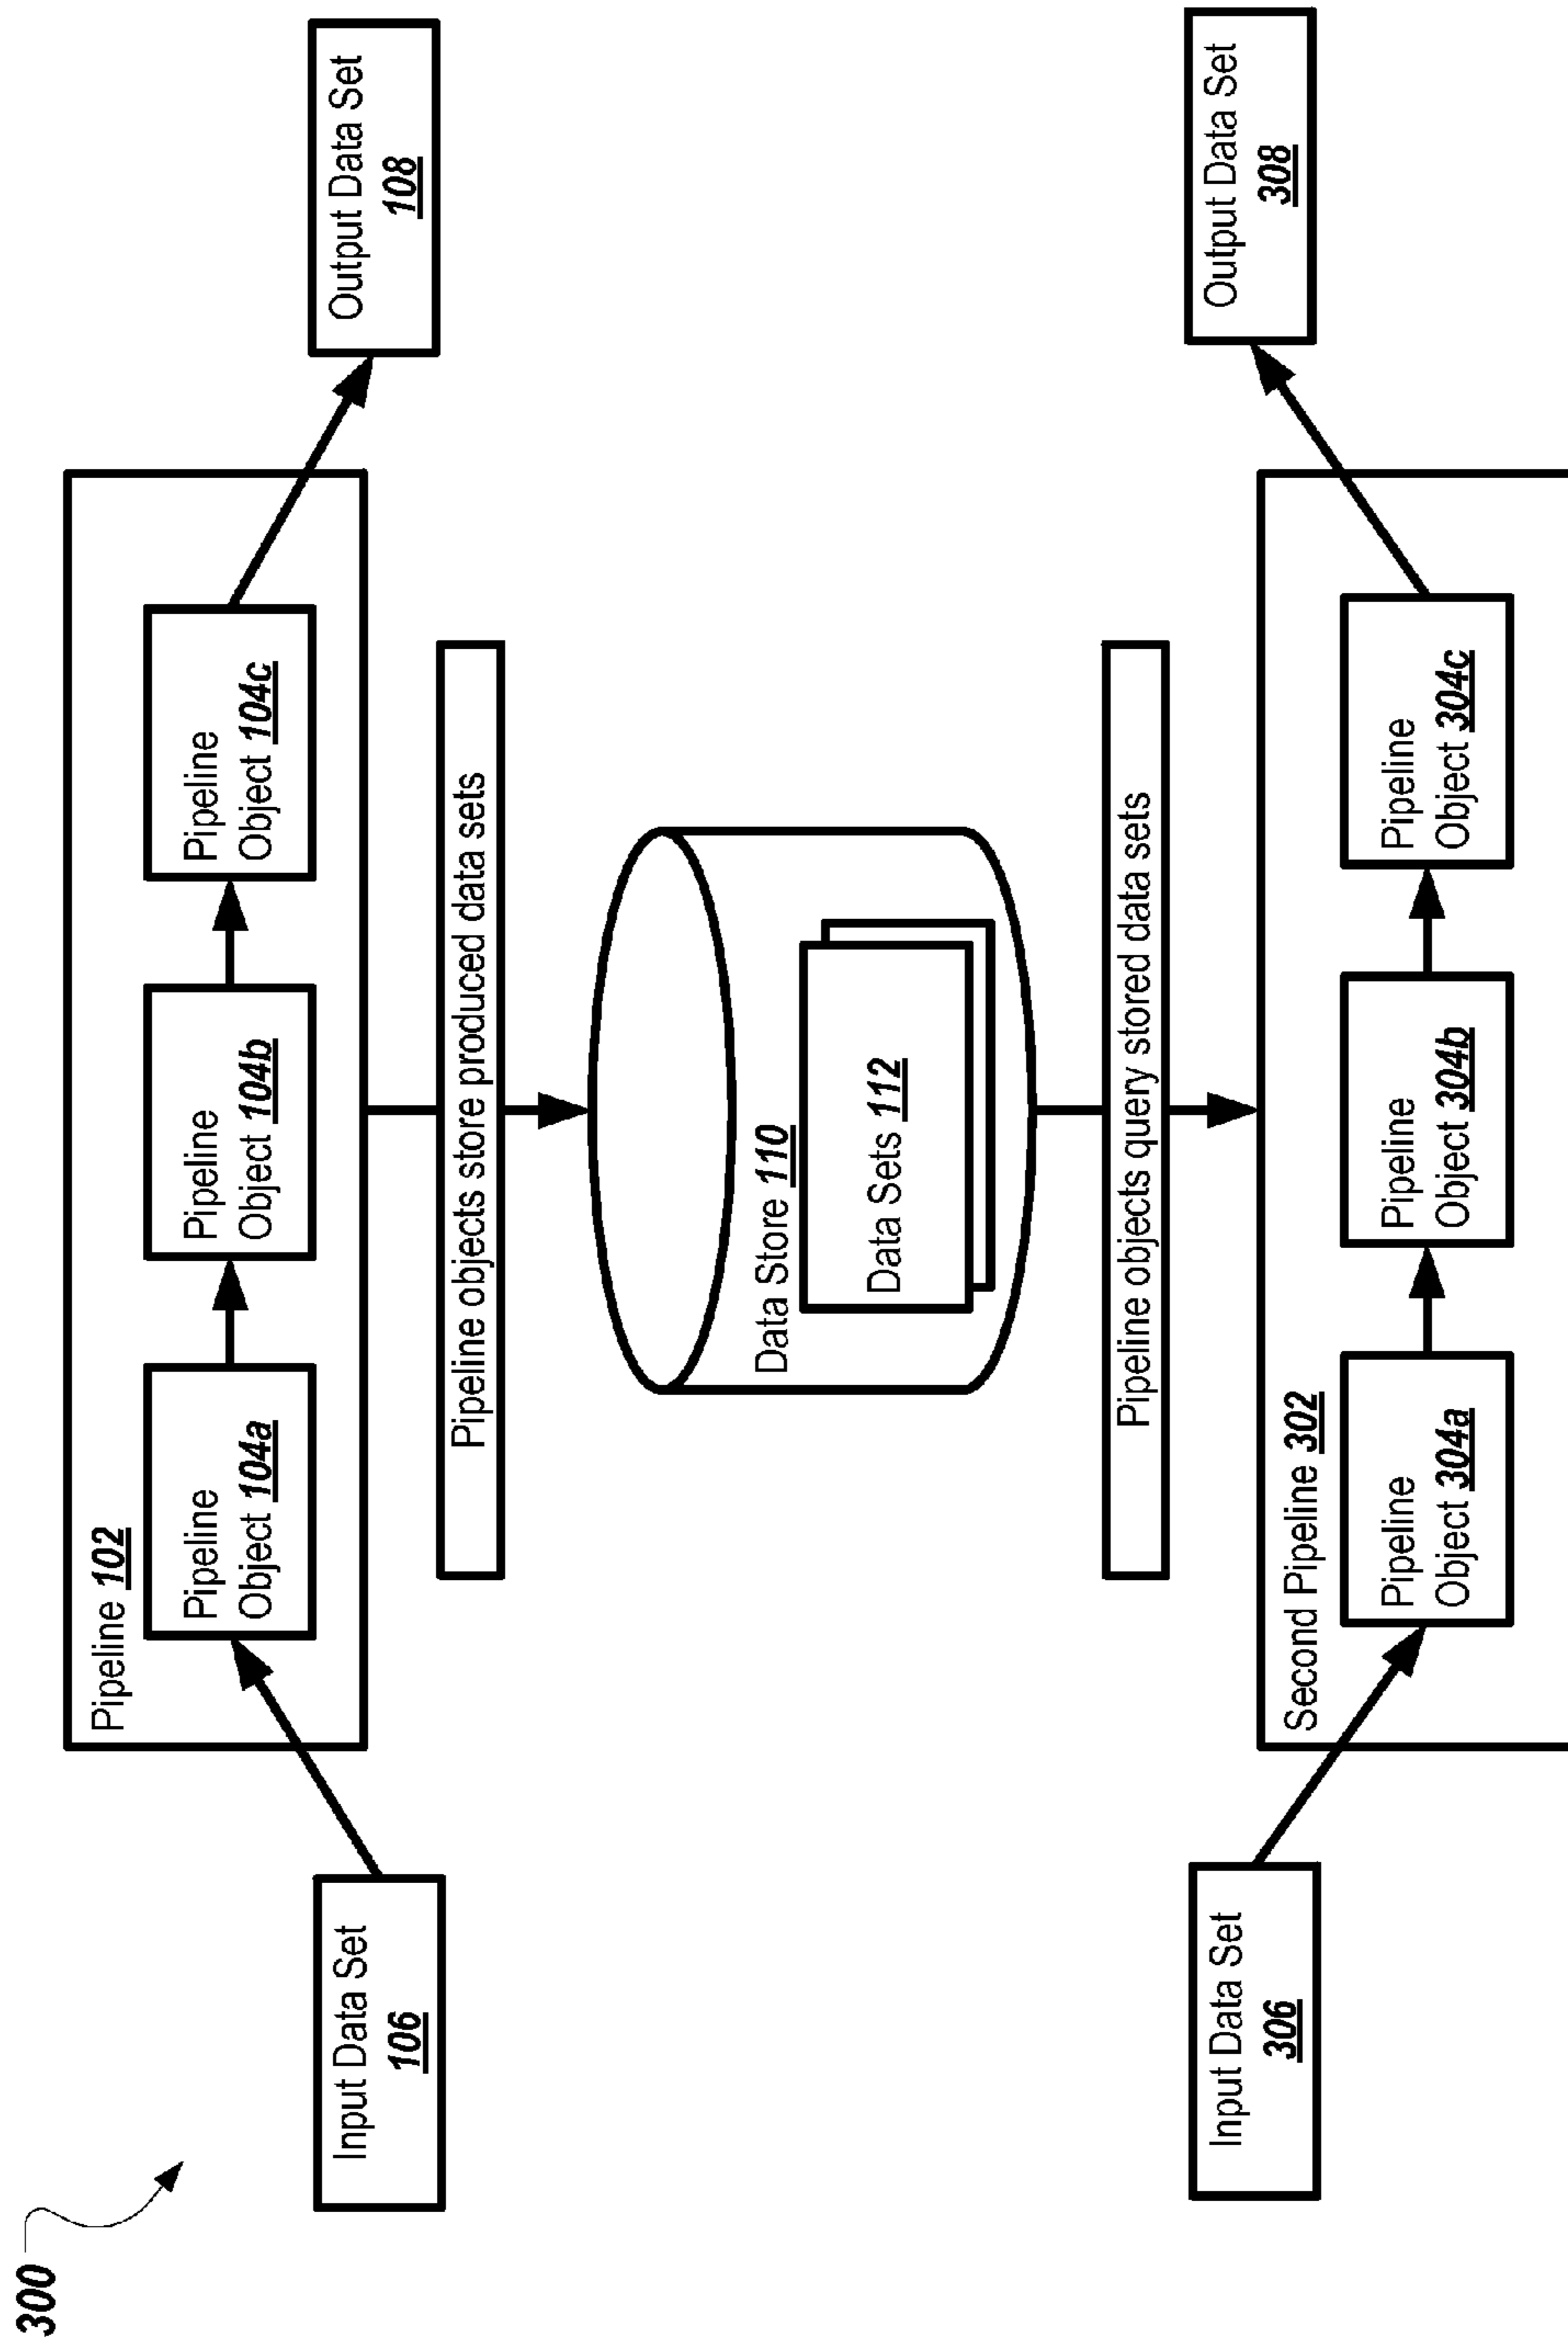 300
Pipeline 102
Pipeline
Object 104a
Pipeline
Object 104b
Pipeline
Object 104c
Input Data Set
106
Output Data Set
108
Pipeline objects store produced data sets
Data Store 110
Data Sets 112
Pipeline objects query stored data sets
Second Pipeline 302
Pipeline
Object 304a
Pipeline
Object 304b
Pipeline
Object 304c
Input Data Set
306
Output Data Set
308